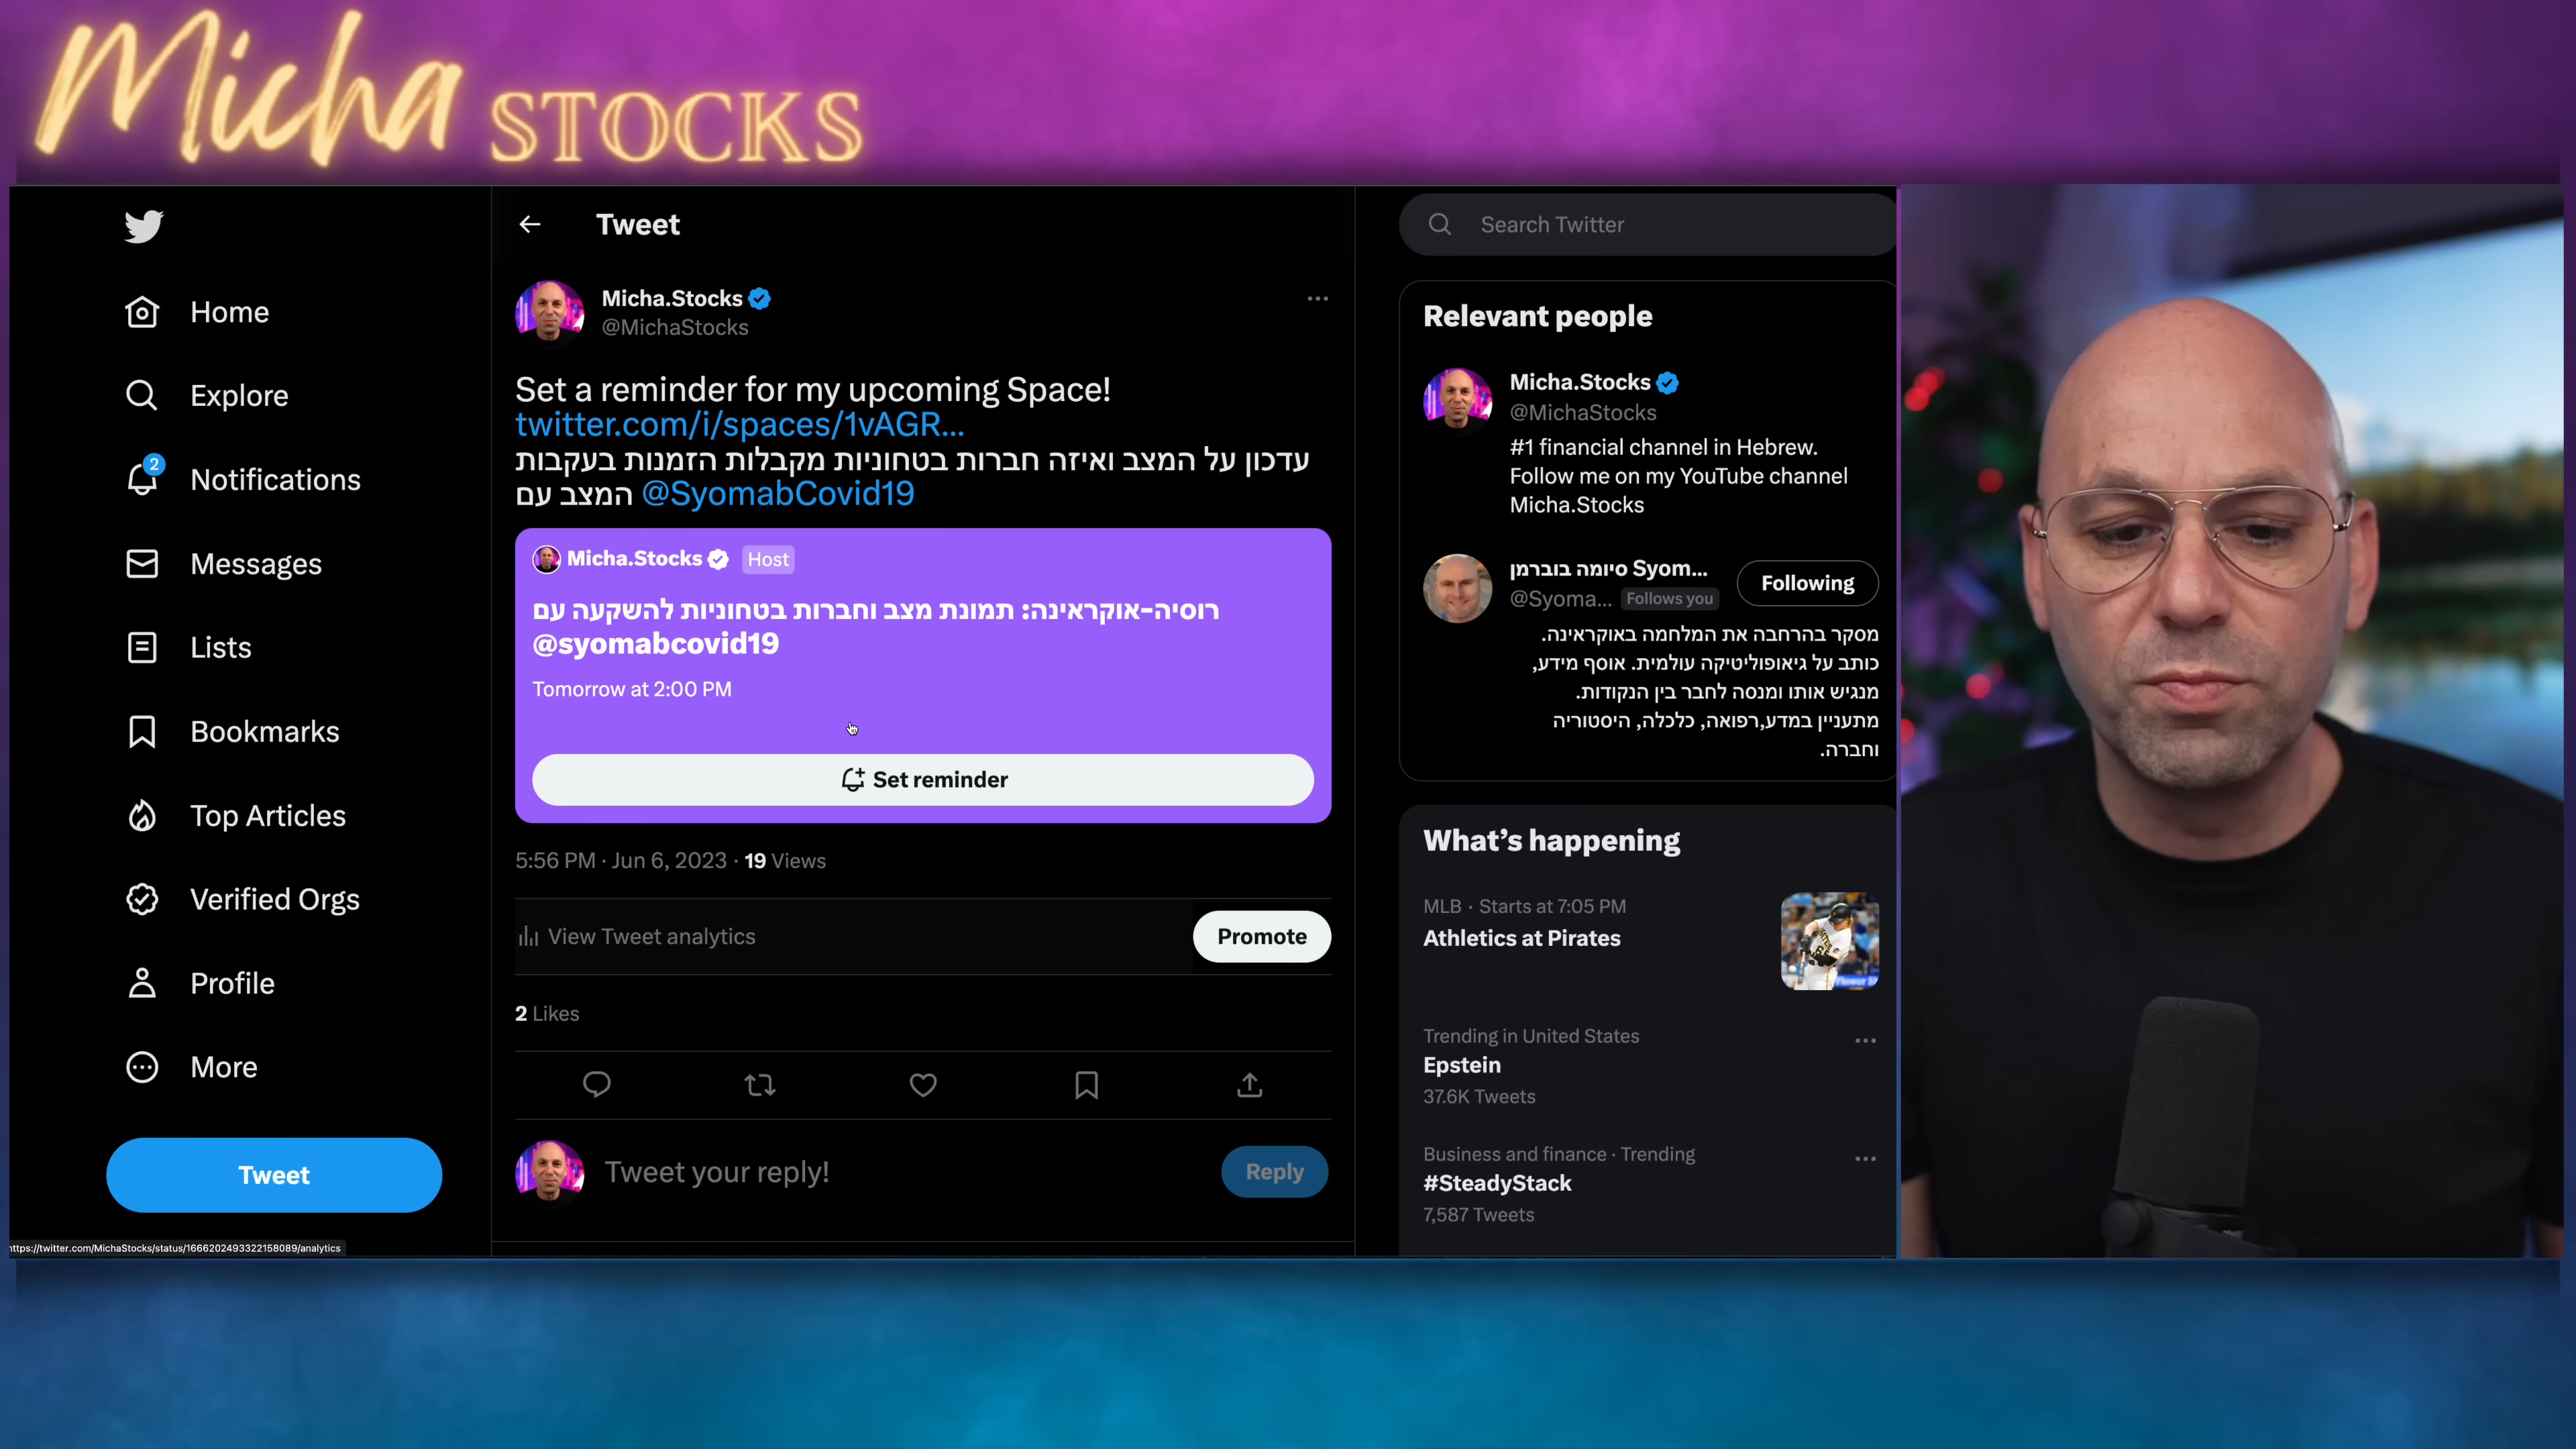 Micha STOCKS
Tweet
Search Twitter
Home
Explore
2
Notifications
Messages
Lists
Bookmarks
Top Articles
Verified Orgs
Profile
More
Tweet
Micha.Stocks
@MichaStocks
Set a reminder for my upcoming Space!
twitter.com/i/spaces/1vAGR...
עדכון על המצב ואיזה חברות בטחוניות מקבלות הזמנות בעקבות
המצב עם @SyomabCovid19
Micha.Stocks Host
רוסיה-אוקראינה: תמונת מצב וחברות בטחוניות להשקעה עם
@syomabcovid19
Tomorrow at 2:00 PM
Set reminder
5:56 PM · Jun 6, 2023 · 19 Views
View Tweet analytics
Promote
2 Likes
Tweet your reply!
Reply
Relevant people
Micha.Stocks
@MichaStocks
#1 financial channel in Hebrew.
Follow me on my YouTube channel
Micha.Stocks
סיומה בוברמן Syom...
Following
@Syoma... Follows you
מסקר בהרחבה את המלחמה באוקראינה.
כותב על גיאופוליטיקה עולמית. אוסף מידע,
מנגיש אותו ומנסה לחבר בין הנקודות.
מתעניין במדע,רפואה, כלכלה, היסטוריה
וחברה.
What's happening
MLB · Starts at 7:05 PM
Athletics at Pirates
Trending in United States
Epstein
37.6K Tweets
Business and finance · Trending
#SteadyStack
7,587 Tweets
ttps://twitter.com/MichaStocks/status/1666202493322158089/analytics